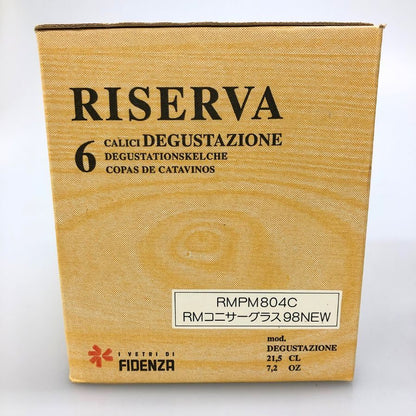 RISERVA
6 CALICI DEGUSTAZIONE
DEGUSTATIONSKELCHE
COPAS DE CATAVINOS
RMPM804C
RMコニサーグラス98NEW
mod.
DEGUSTAZIONE
21,5 CL
7,2 OZ
I VETRI DI
FIDENZA